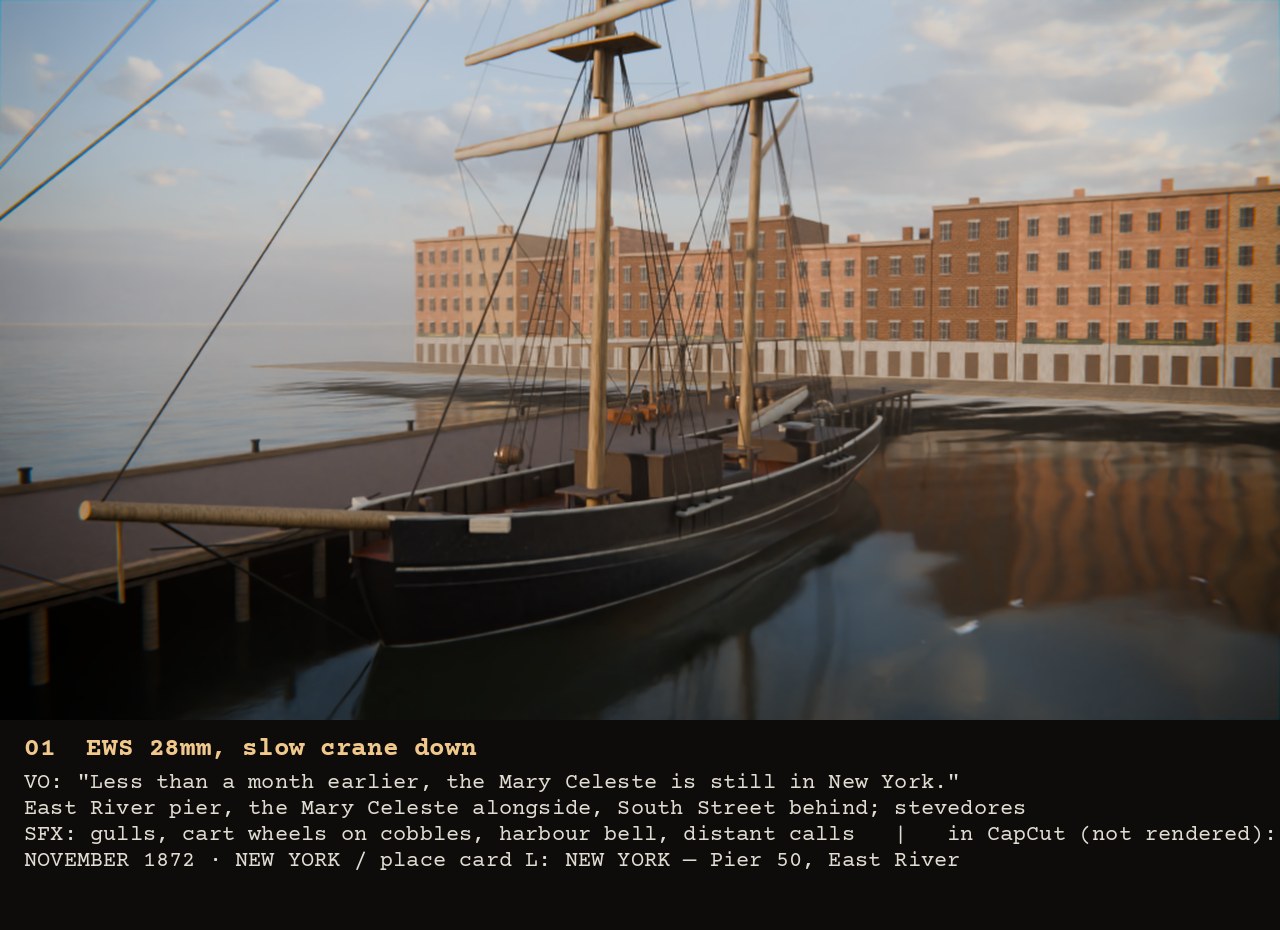 01  EWS 28mm, slow crane down
VO: "Less than a month earlier, the Mary Celeste is still in New York."
East River pier, the Mary Celeste alongside, South Street behind; stevedores
SFX: gulls, cart wheels on cobbles, harbour bell, distant calls   |   in CapCut (not rendered):
NOVEMBER 1872 · NEW YORK / place card L: NEW YORK — Pier 50, East River